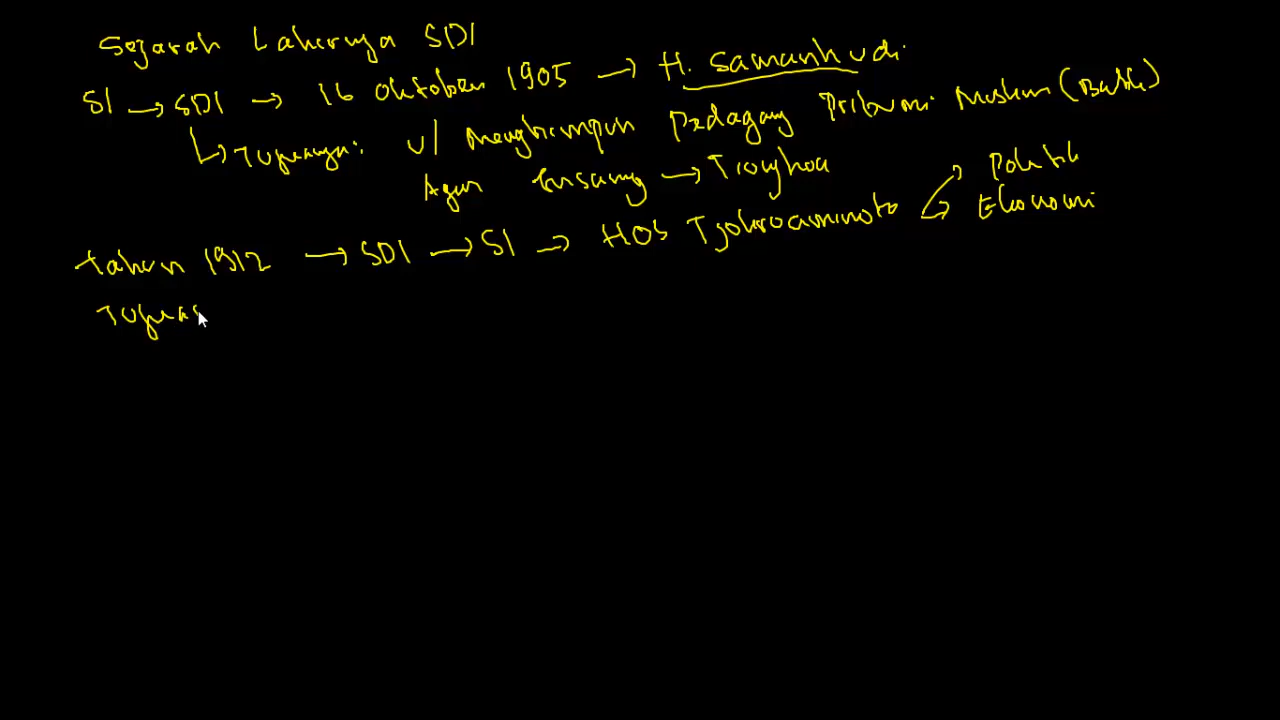 Sejarah Lahirnya SDI
SI → SDI → 16 Oktober 1905 → H. Samanhudi
↳ Tujuannya: u/ menghimpun Pedagang Pribumi Muslim (Batik)
Agar bersaing → Tionghoa
Politik
tahun 1912 → SDI → SI → HOS Tjokroaminoto Ekonomi
Tujuan